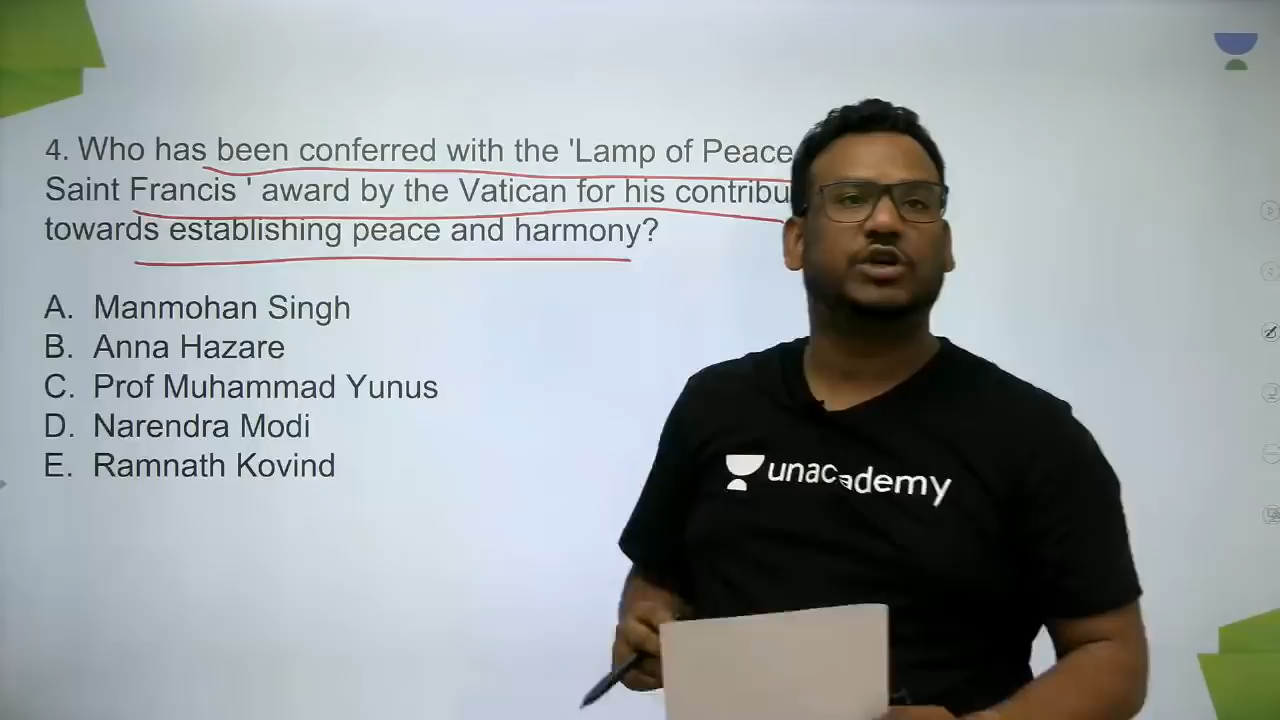 4. Who has been conferred with the 'Lamp of Peace
Saint Francis ' award by the Vatican for his
towards establishing peace and harmony?
A. Manmohan Singh
B. Anna Hazare
C. Prof Muhammad Yunus
D. Narendra Modi
E. Ramnath Kovind
unacademy